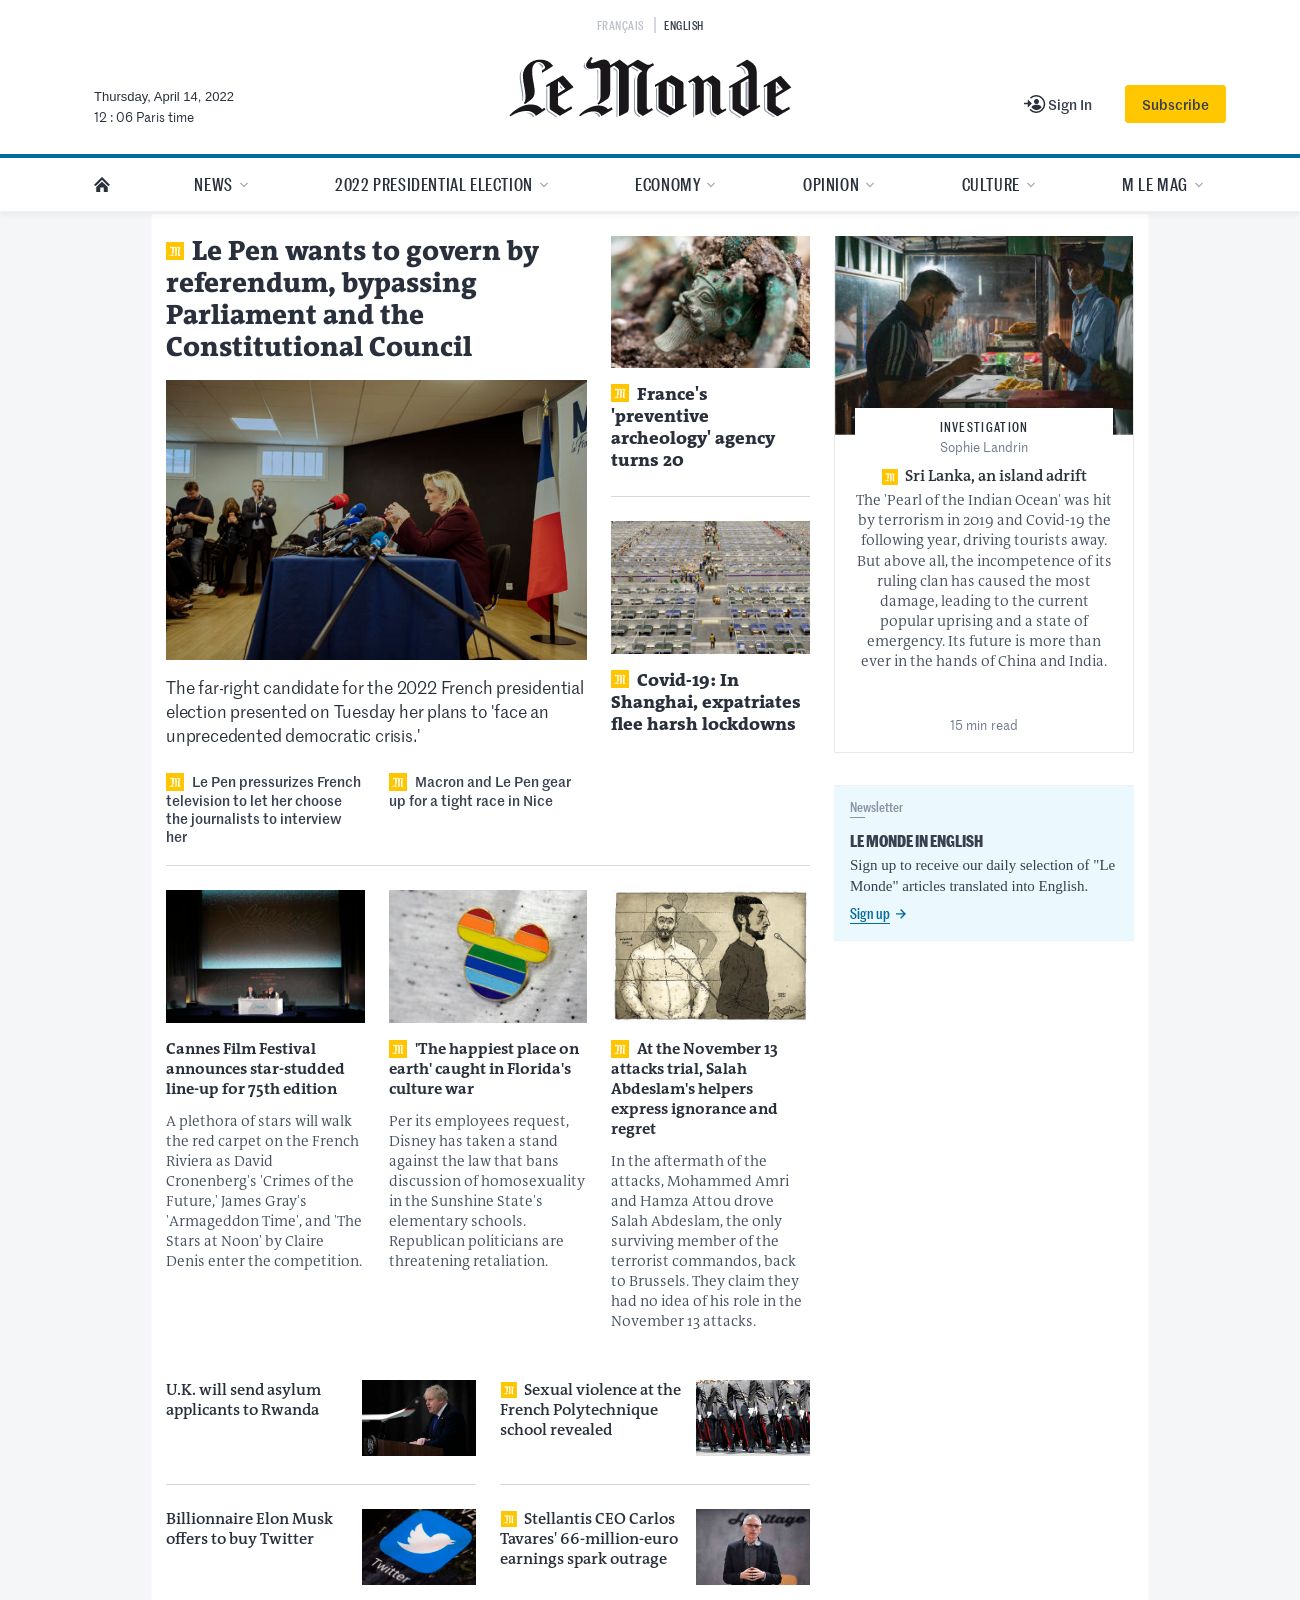 FRANÇAIS
ENGLISH
Le Monde
Thursday, April 14, 2022
12 : 06 Paris time
Sign In
Subscribe
NEWS
2022 PRESIDENTIAL ELECTION
ECONOMY
OPINION
CULTURE
M LE MAG
Le Pen wants to govern by
referendum, bypassing
Parliament and the
Constitutional Council
The far-right candidate for the 2022 French presidential
election presented on Tuesday her plans to 'face an
unprecedented democratic crisis.'
Le Pen pressurizes French
television to let her choose
the journalists to interview
her
Macron and Le Pen gear
up for a tight race in Nice
France's
'preventive
archeology' agency
turns 20
Covid-19: In
Shanghai, expatriates
flee harsh lockdowns
INVESTIGATION
Sophie Landrin
Sri Lanka, an island adrift
The 'Pearl of the Indian Ocean' was hit
by terrorism in 2019 and Covid-19 the
following year, driving tourists away.
But above all, the incompetence of its
ruling clan has caused the most
damage, leading to the current
popular uprising and a state of
emergency. Its future is more than
ever in the hands of China and India.
15 min read
Newsletter
LE MONDE IN ENGLISH
Sign up to receive our daily selection of "Le
Monde" articles translated into English.
Sign up
Cannes Film Festival
announces star-studded
line-up for 75th edition
A plethora of stars will walk
the red carpet on the French
Riviera as David
Cronenberg's 'Crimes of the
Future,' James Gray's
'Armageddon Time', and 'The
Stars at Noon' by Claire
Denis enter the competition.
'The happiest place on
earth' caught in Florida's
culture war
Per its employees request,
Disney has taken a stand
against the law that bans
discussion of homosexuality
in the Sunshine State's
elementary schools.
Republican politicians are
threatening retaliation.
At the November 13
attacks trial, Salah
Abdeslam's helpers
express ignorance and
regret
In the aftermath of the
attacks, Mohammed Amri
and Hamza Attou drove
Salah Abdeslam, the only
surviving member of the
terrorist commandos, back
to Brussels. They claim they
had no idea of his role in the
November 13 attacks.
U.K. will send asylum
applicants to Rwanda
Sexual violence at the
French Polytechnique
school revealed
Billionnaire Elon Musk
offers to buy Twitter
Twitter
Stellantis CEO Carlos
Tavares' 66-million-euro
earnings spark outrage
Heritage